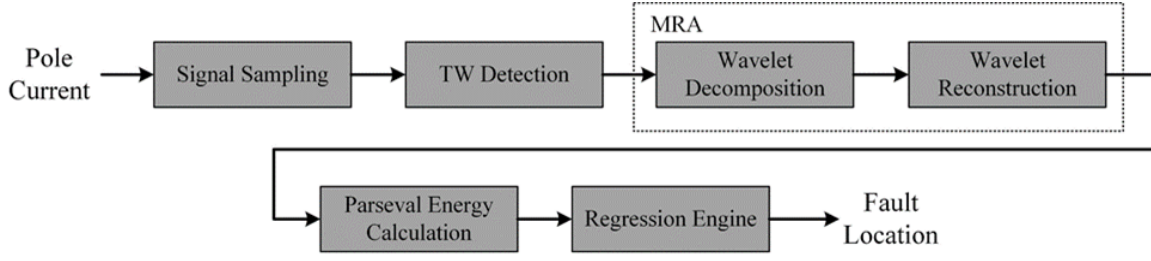 MRA
Pole
Current
Signal Sampling
TW Detection
Wavelet
Decomposition
Wavelet
Reconstruction
Parseval Energy
Calculation
Regression Engine
Fault
Location